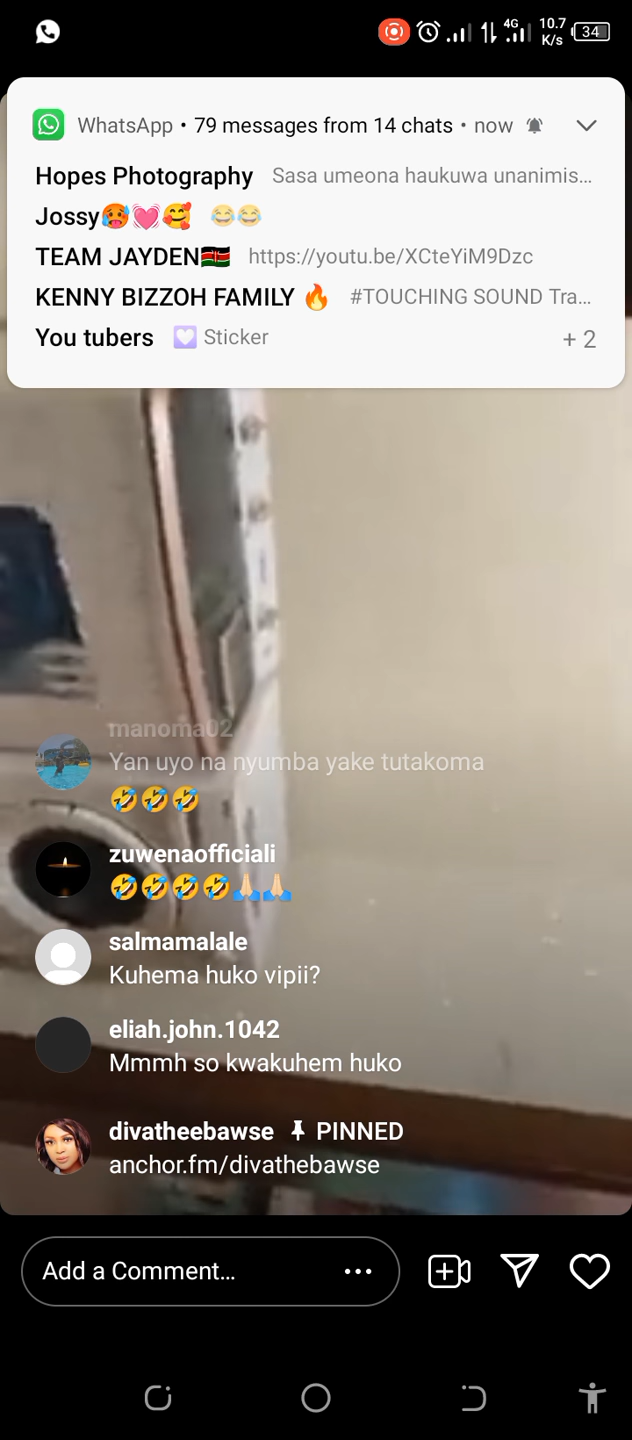 4G 10.7 K/s 34
WhatsApp • 79 messages from 14 chats • now
Hopes Photography Sasa umeona haukuwa unanimis...
Jossy🥵💓🥰 😂😂
TEAM JAYDEN🇰🇪 https://youtu.be/XCteYiM9Dzc
KENNY BIZZOH FAMILY 🔥 #TOUCHING SOUND Tra...
You tubers 💟 Sticker + 2
manoma02
Yan uyo na nyumba yake tutakoma
🤣🤣🤣
zuwenaofficiali
🤣🤣🤣🤣🙏🏻🙏🏻
salmamalale
Kuhema huko vipii?
eliah.john.1042
Mmmh so kwakuhem huko
divatheebawse PINNED
anchor.fm/divathebawse
Add a Comment...